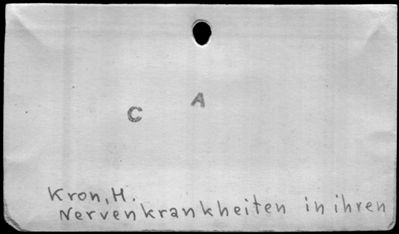 C A
Kron, H.
Nervenkrankheiten in ihren